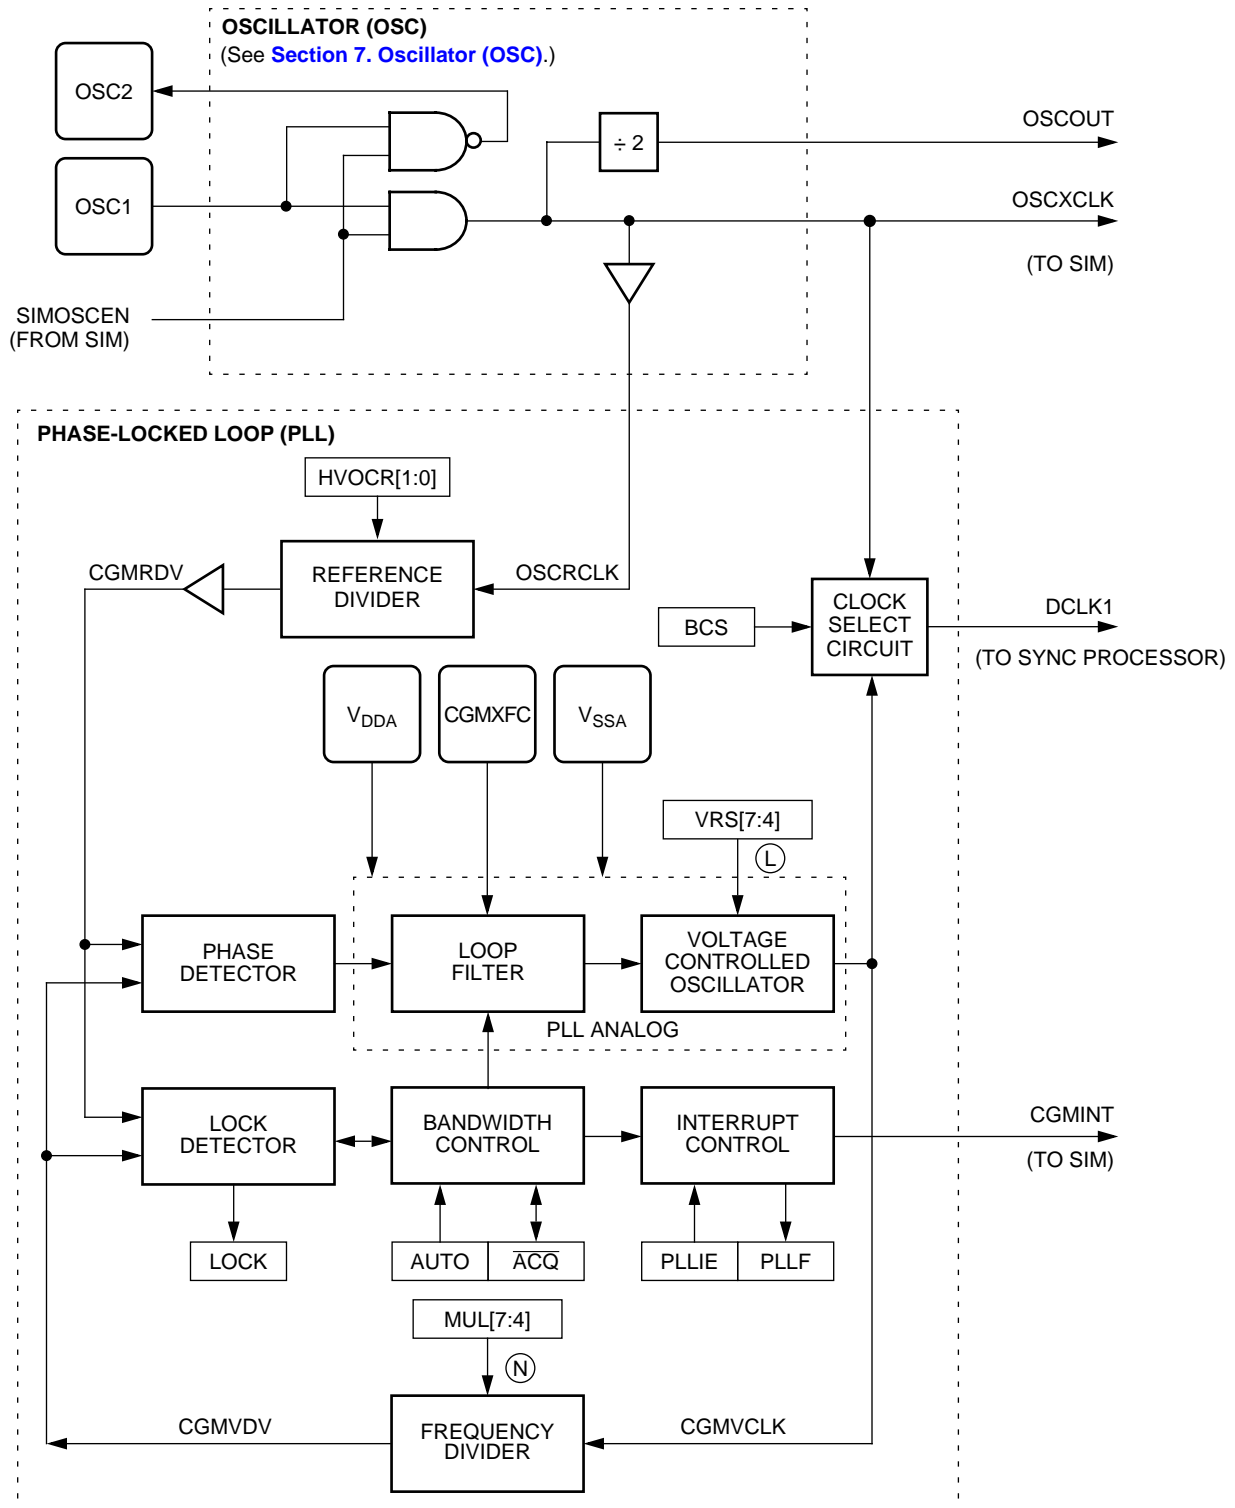 OSCILLATOR (OSC)
(See Section 7. Oscillator (OSC).)
OSC2
OSC1
÷ 2
OSCOUT
OSCXCLK
(TO SIM)
SIMOSCEN
(FROM SIM)
PHASE-LOCKED LOOP (PLL)
HVOCR[1:0]
CGMRDV
REFERENCE
DIVIDER
OSCRCLK
BCS
CLOCK
SELECT
CIRCUIT
DCLK1
(TO SYNC PROCESSOR)
VDDA
CGMXFC
VSSA
VRS[7:4]
L
PHASE
DETECTOR
LOOP
FILTER
VOLTAGE
CONTROLLED
OSCILLATOR
PLL ANALOG
LOCK
DETECTOR
BANDWIDTH
CONTROL
INTERRUPT
CONTROL
CGMINT
(TO SIM)
LOCK
AUTO
A̅C̅Q̅
PLLIE
PLLF
MUL[7:4]
N
CGMVDV
FREQUENCY
DIVIDER
CGMVCLK